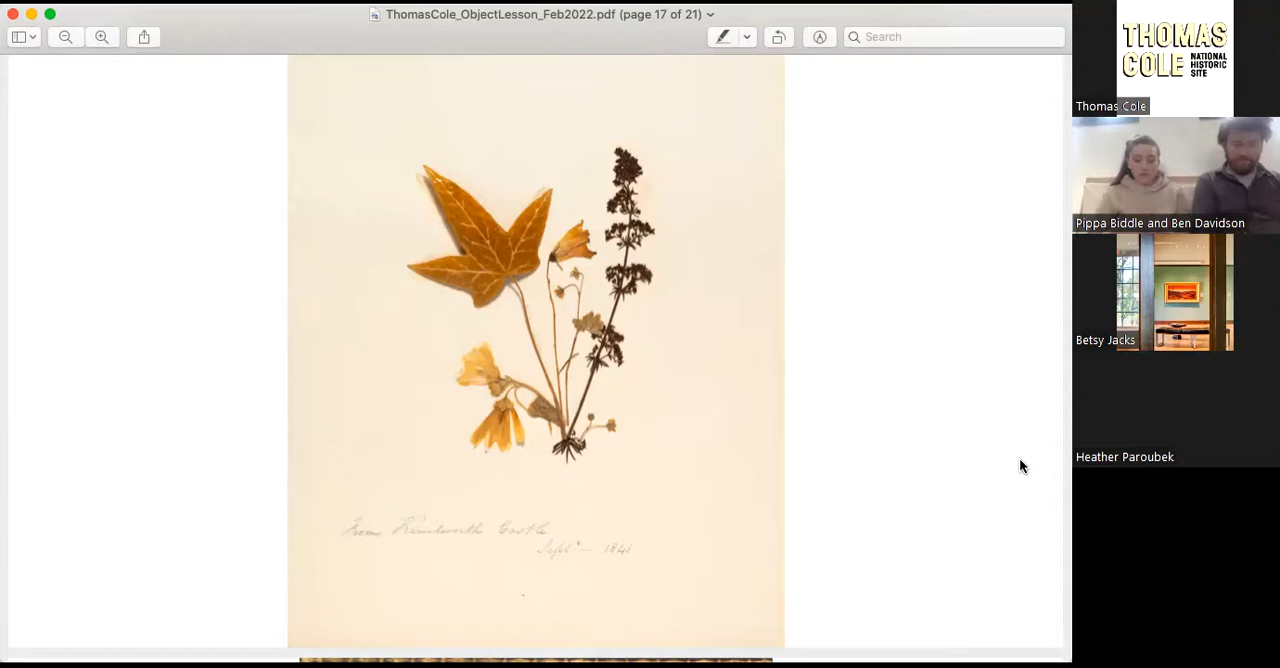 ThomasCole_ObjectLesson_Feb2022.pdf (page 17 of 21)
Search
From Kenilworth Castle.
Sept[r] — 1841
THOMAS
COLE NATIONAL
HISTORIC
SITE
Thomas Cole
Pippa Biddle and Ben Davidson
Betsy Jacks
Heather Paroubek